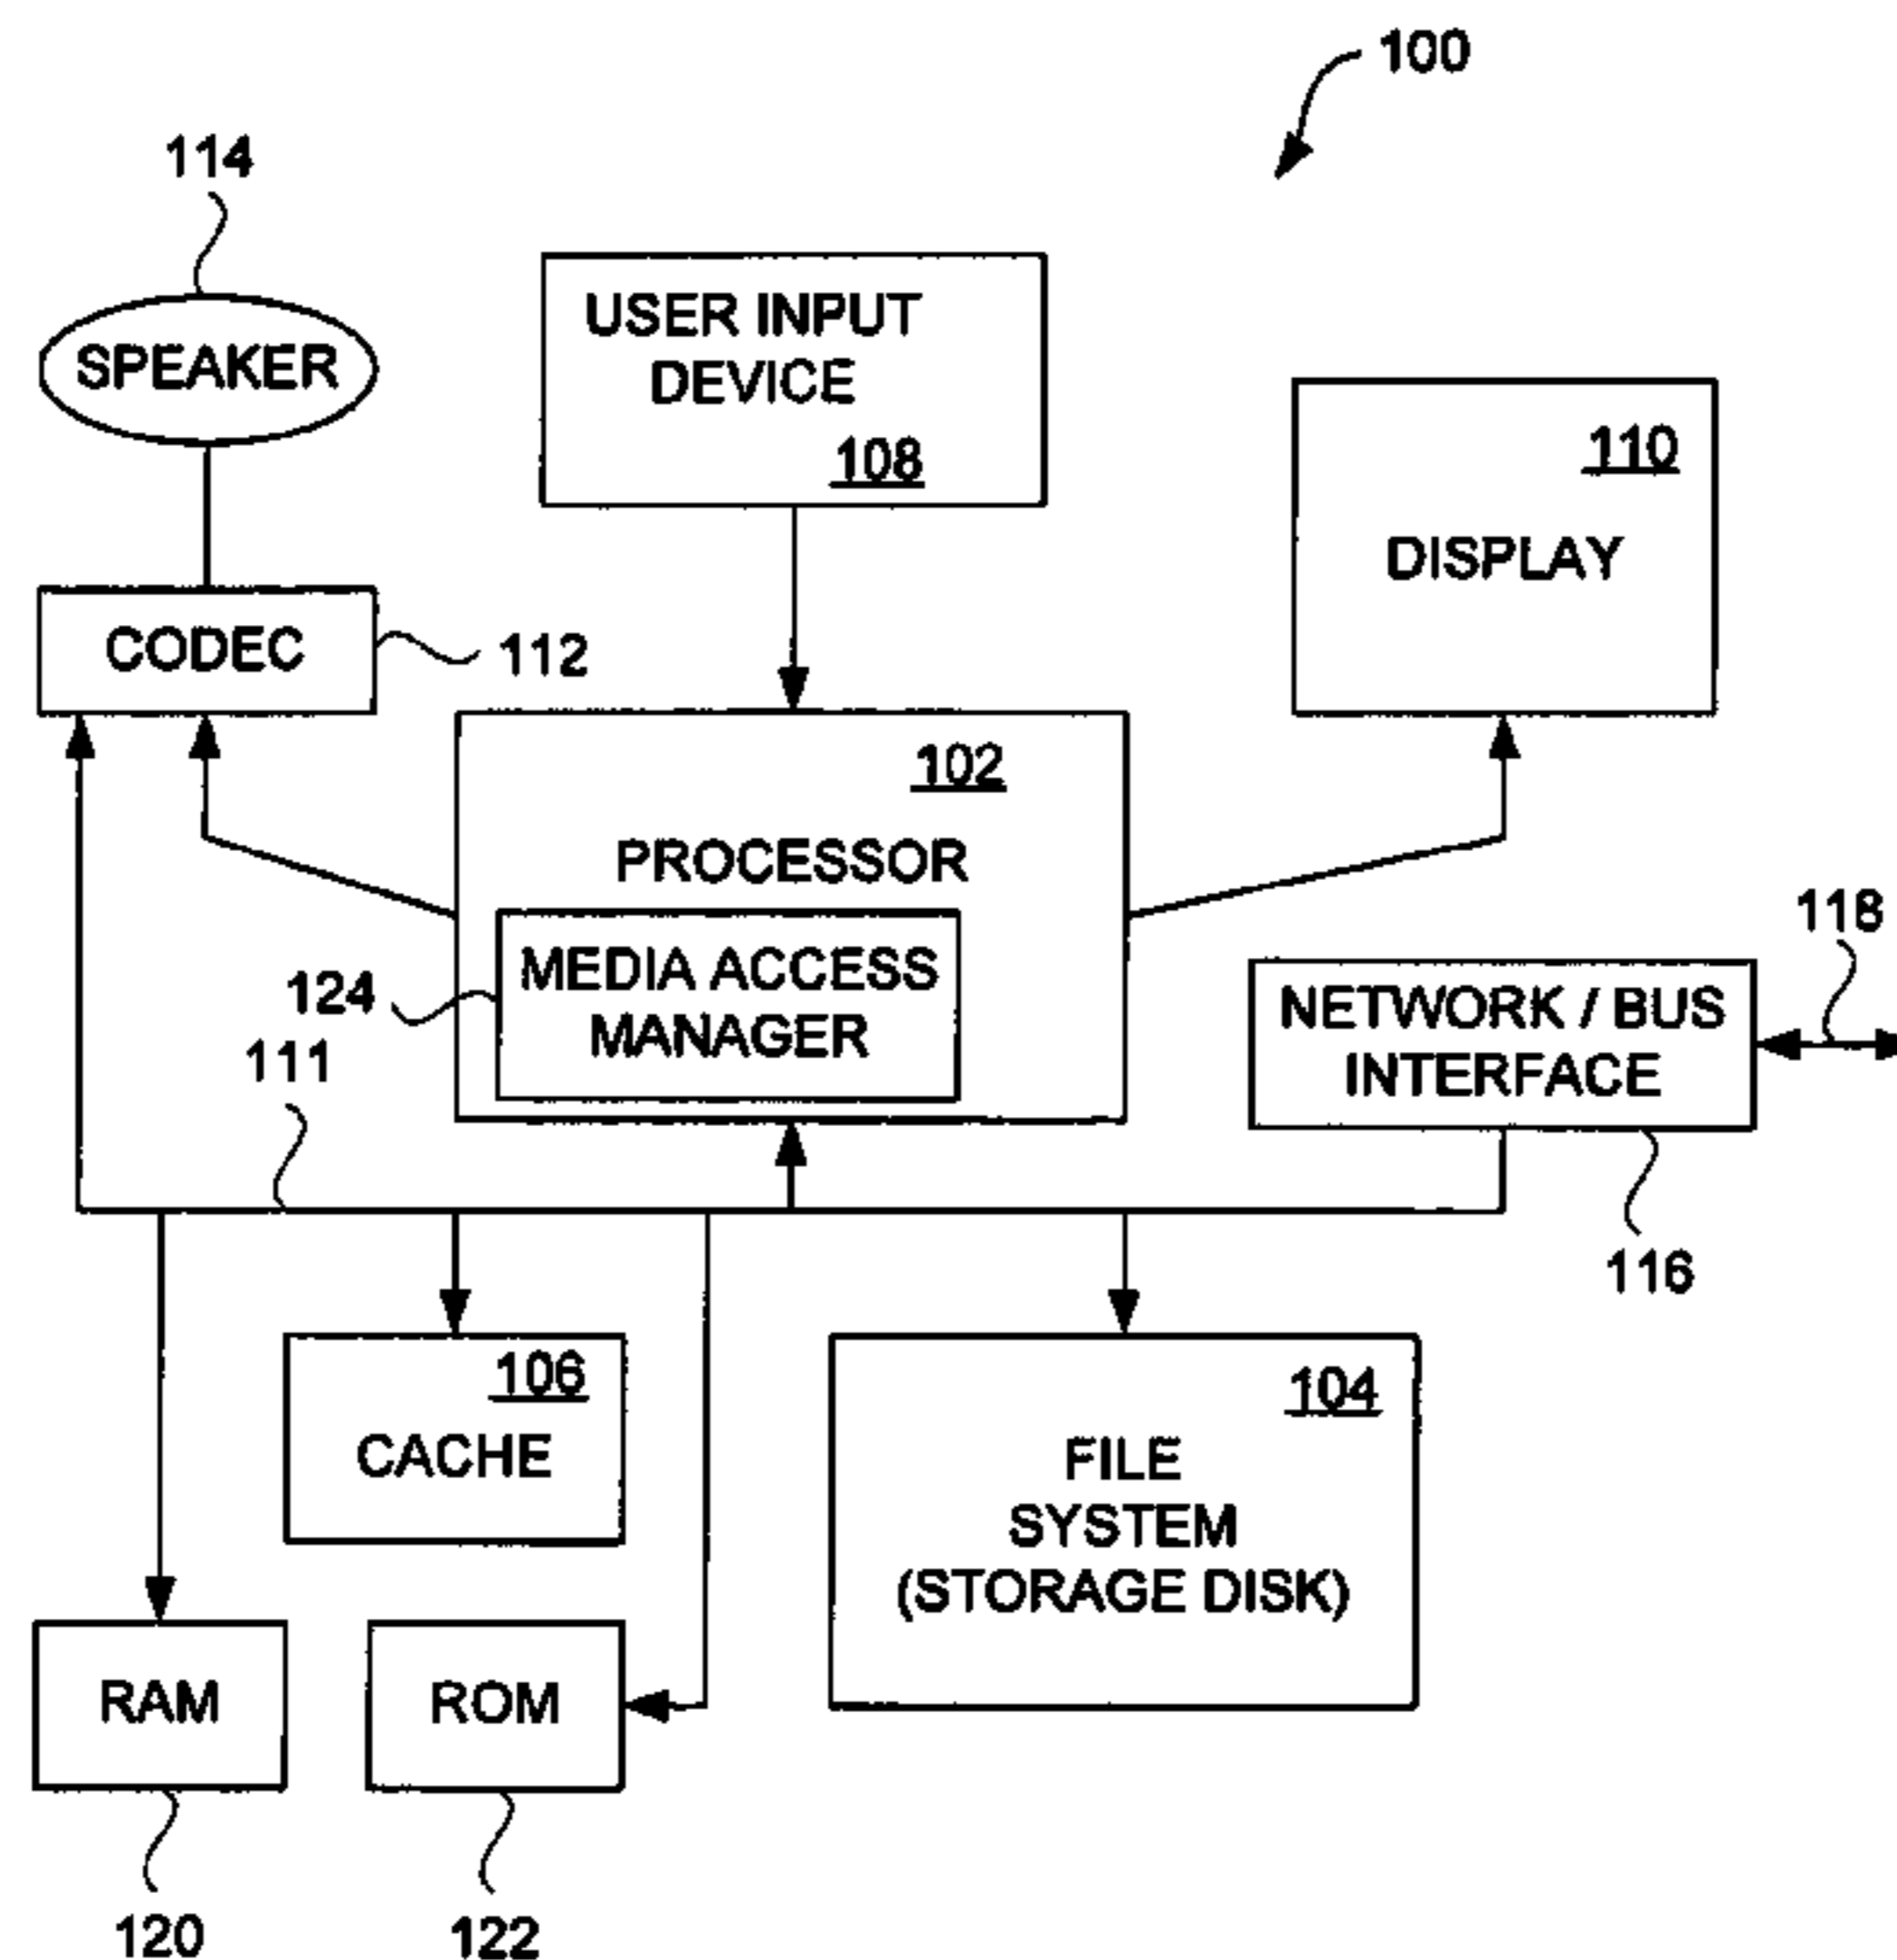 100
114
SPEAKER
USER INPUT
DEVICE
108
110
DISPLAY
CODEC
112
102
PROCESSOR
MEDIA ACCESS
MANAGER
124
111
118
NETWORK / BUS
INTERFACE
116
106
CACHE
104
FILE
SYSTEM
(STORAGE DISK)
RAM
ROM
120
122